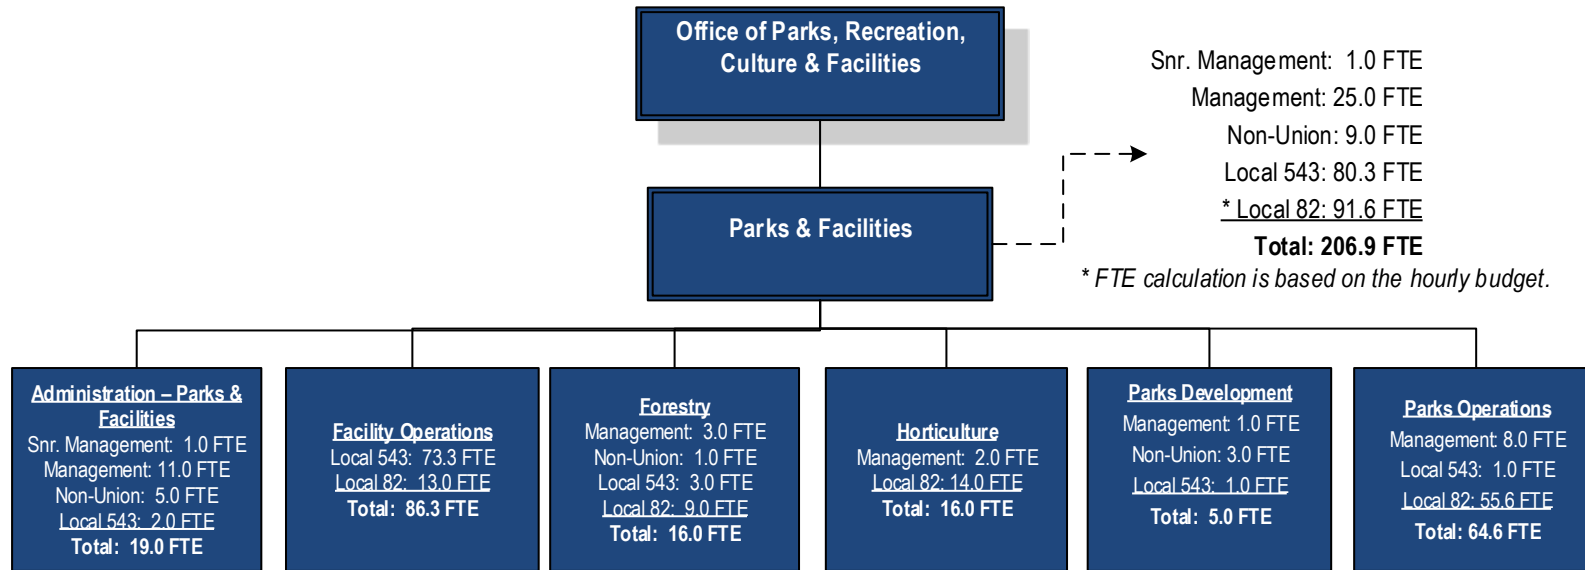 Office of Parks, Recreation,
Culture & Facilities
Snr. Management: 1.0 FTE
Management: 25.0 FTE
Non-Union: 9.0 FTE
Local 543: 80.3 FTE
* Local 82: 91.6 FTE
Total: 206.9 FTE
* FTE calculation is based on the hourly budget.
Parks & Facilities
Administration – Parks &
Facilities
Snr. Management: 1.0 FTE
Management: 11.0 FTE
Non-Union: 5.0 FTE
Local 543: 2.0 FTE
Total: 19.0 FTE
Facility Operations
Local 543: 73.3 FTE
Local 82: 13.0 FTE
Total: 86.3 FTE
Forestry
Management: 3.0 FTE
Non-Union: 1.0 FTE
Local 543: 3.0 FTE
Local 82: 9.0 FTE
Total: 16.0 FTE
Horticulture
Management: 2.0 FTE
Local 82: 14.0 FTE
Total: 16.0 FTE
Parks Development
Management: 1.0 FTE
Non-Union: 3.0 FTE
Local 543: 1.0 FTE
Total: 5.0 FTE
Parks Operations
Management: 8.0 FTE
Local 543: 1.0 FTE
Local 82: 55.6 FTE
Total: 64.6 FTE